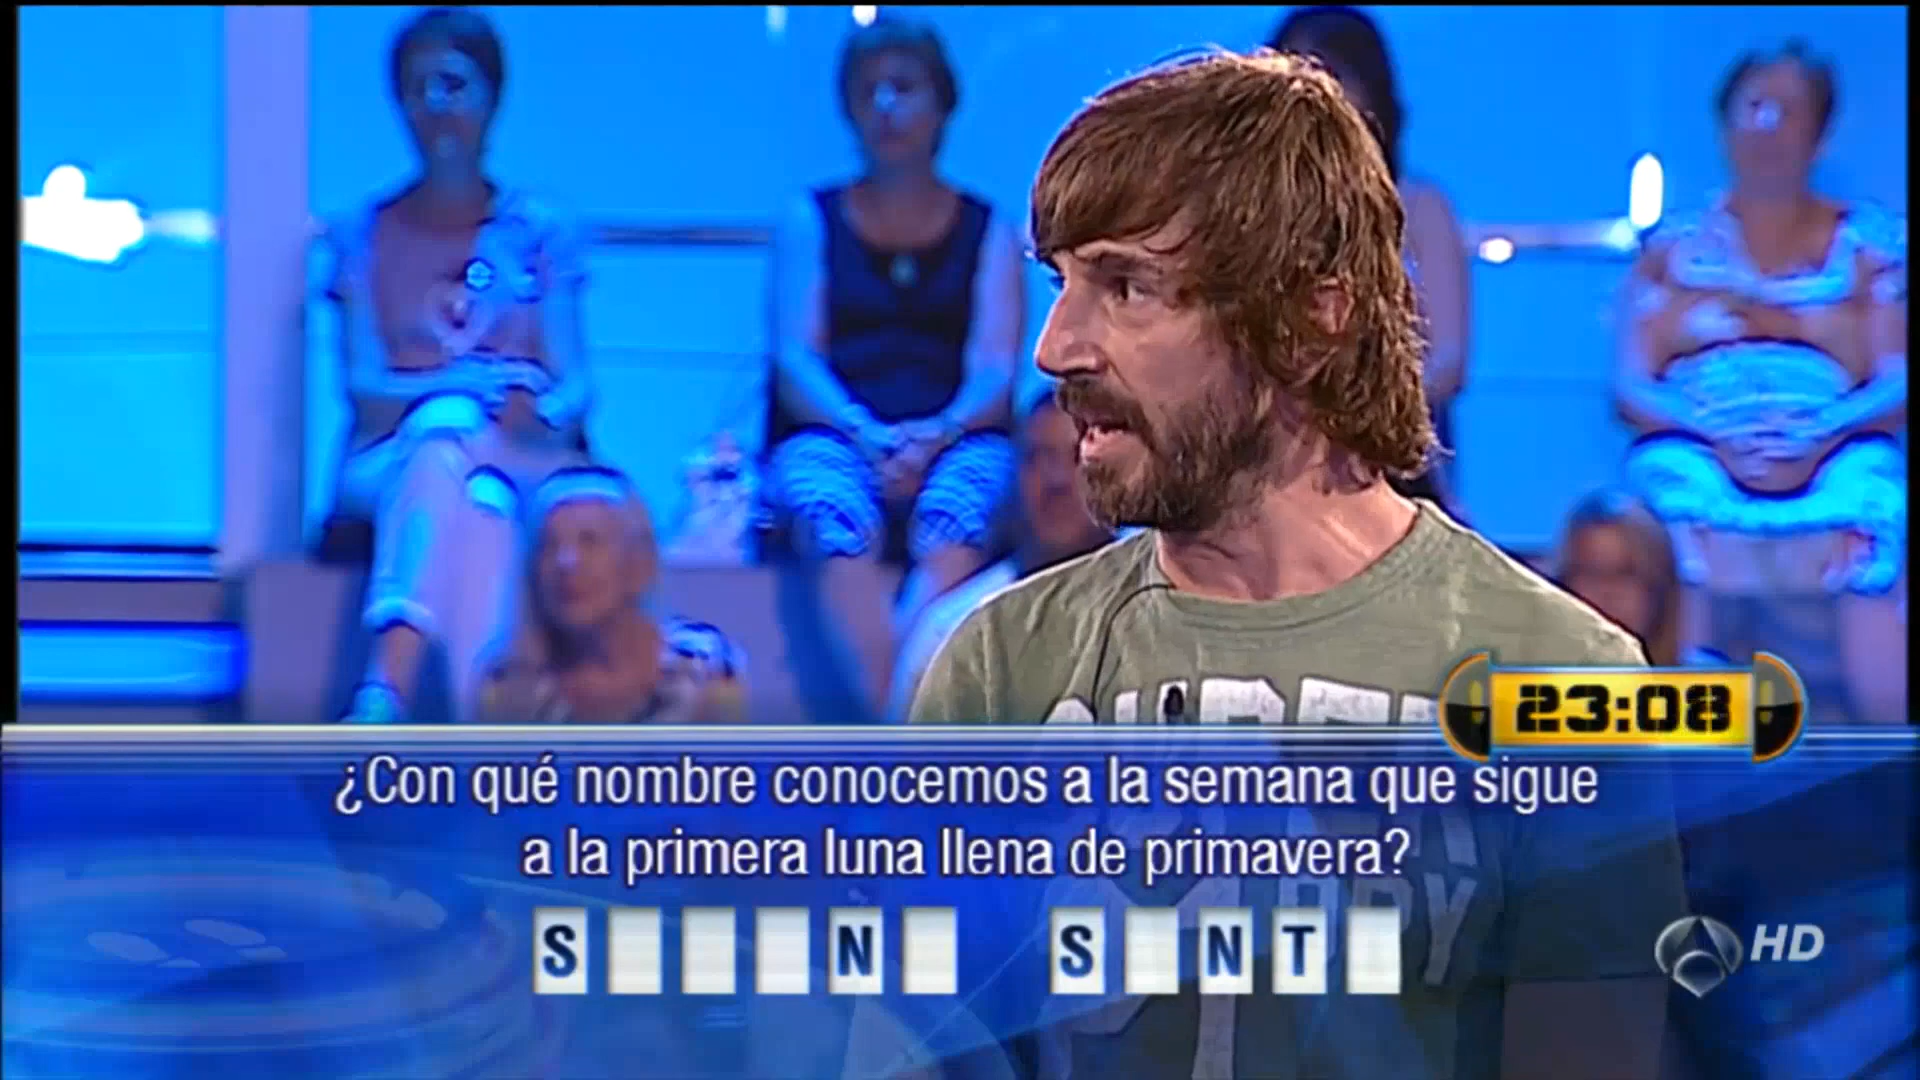 23:08
¿Con qué nombre conocemos a la semana que sigue
a la primera luna llena de primavera?
S N S NT
HD